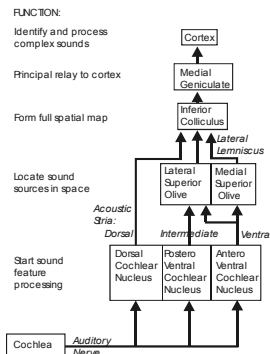 FUNCTION:
Identify and process
complex sounds
Cortex
Principal relay to cortex
Medial
Geniculate
Form full spatial map
Inferior
Colliculus
Lateral
Lemniscus
Locate sound
sources in space
Lateral
Superior
Olive
Medial
Superior
Olive
Acoustic
Stria:
Dorsal
Intermediate
Ventra
Start sound
feature
processing
Dorsal
Cochlear
Nucleus
Postero
Ventral
Cochlear
Nucleus
Antero
Ventral
Cochlear
Nucleus
Cochlea
Auditory
Nerve